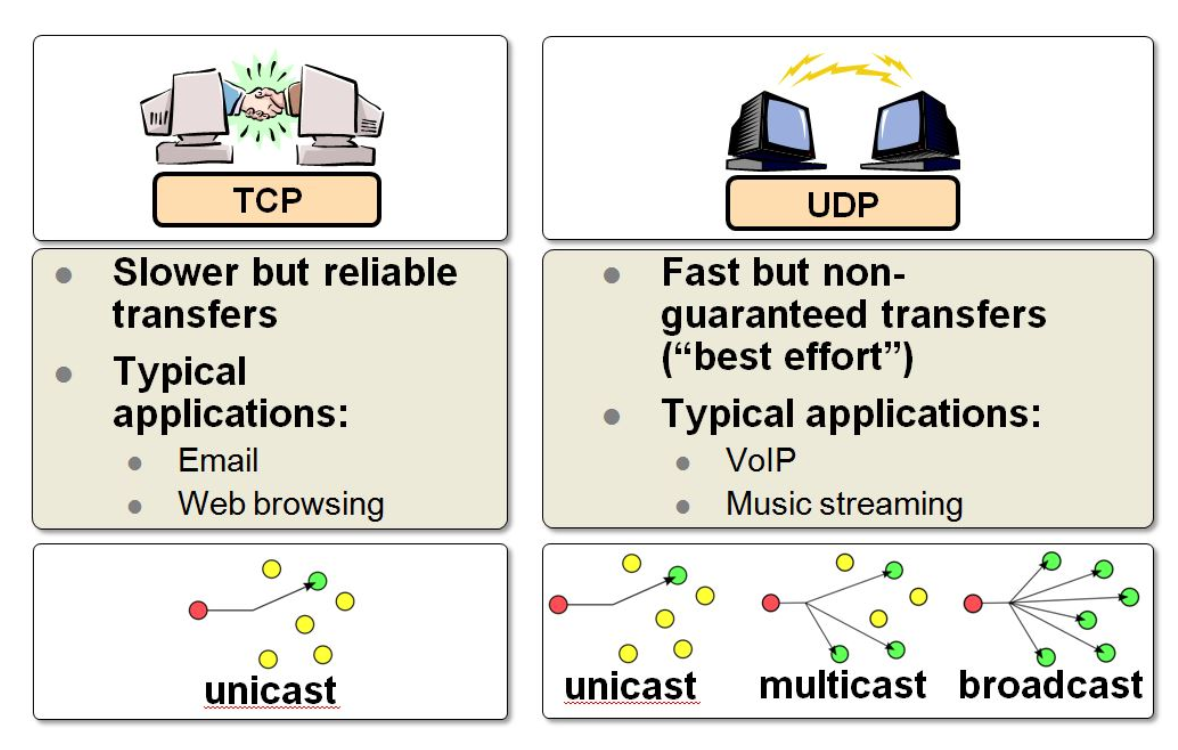 TCP
Slower but reliable
transfers
Typical
applications:
Email
Web browsing
unicast
UDP
Fast but non-
guaranteed transfers
(“best effort”)
Typical applications:
VoIP
Music streaming
unicast
multicast
broadcast